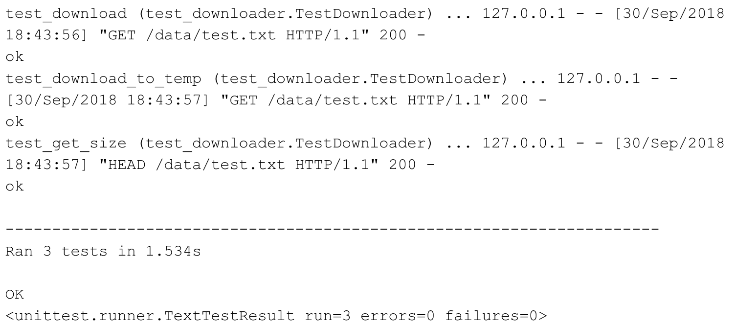 test_download (test_downloader.TestDownloader) ... 127.0.0.1 - - [30/Sep/2018
18:43:56] "GET /data/test.txt HTTP/1.1" 200 -
ok
test_download_to_temp (test_downloader.TestDownloader) ... 127.0.0.1 - -
[30/Sep/2018 18:43:57] "GET /data/test.txt HTTP/1.1" 200 -
ok
test_get_size (test_downloader.TestDownloader) ... 127.0.0.1 - - [30/Sep/2018
18:43:57] "HEAD /data/test.txt HTTP/1.1" 200 -
ok
----------------------------------------------------------------------
Ran 3 tests in 1.534s
OK
<unittest.runner.TextTestResult run=3 errors=0 failures=0>